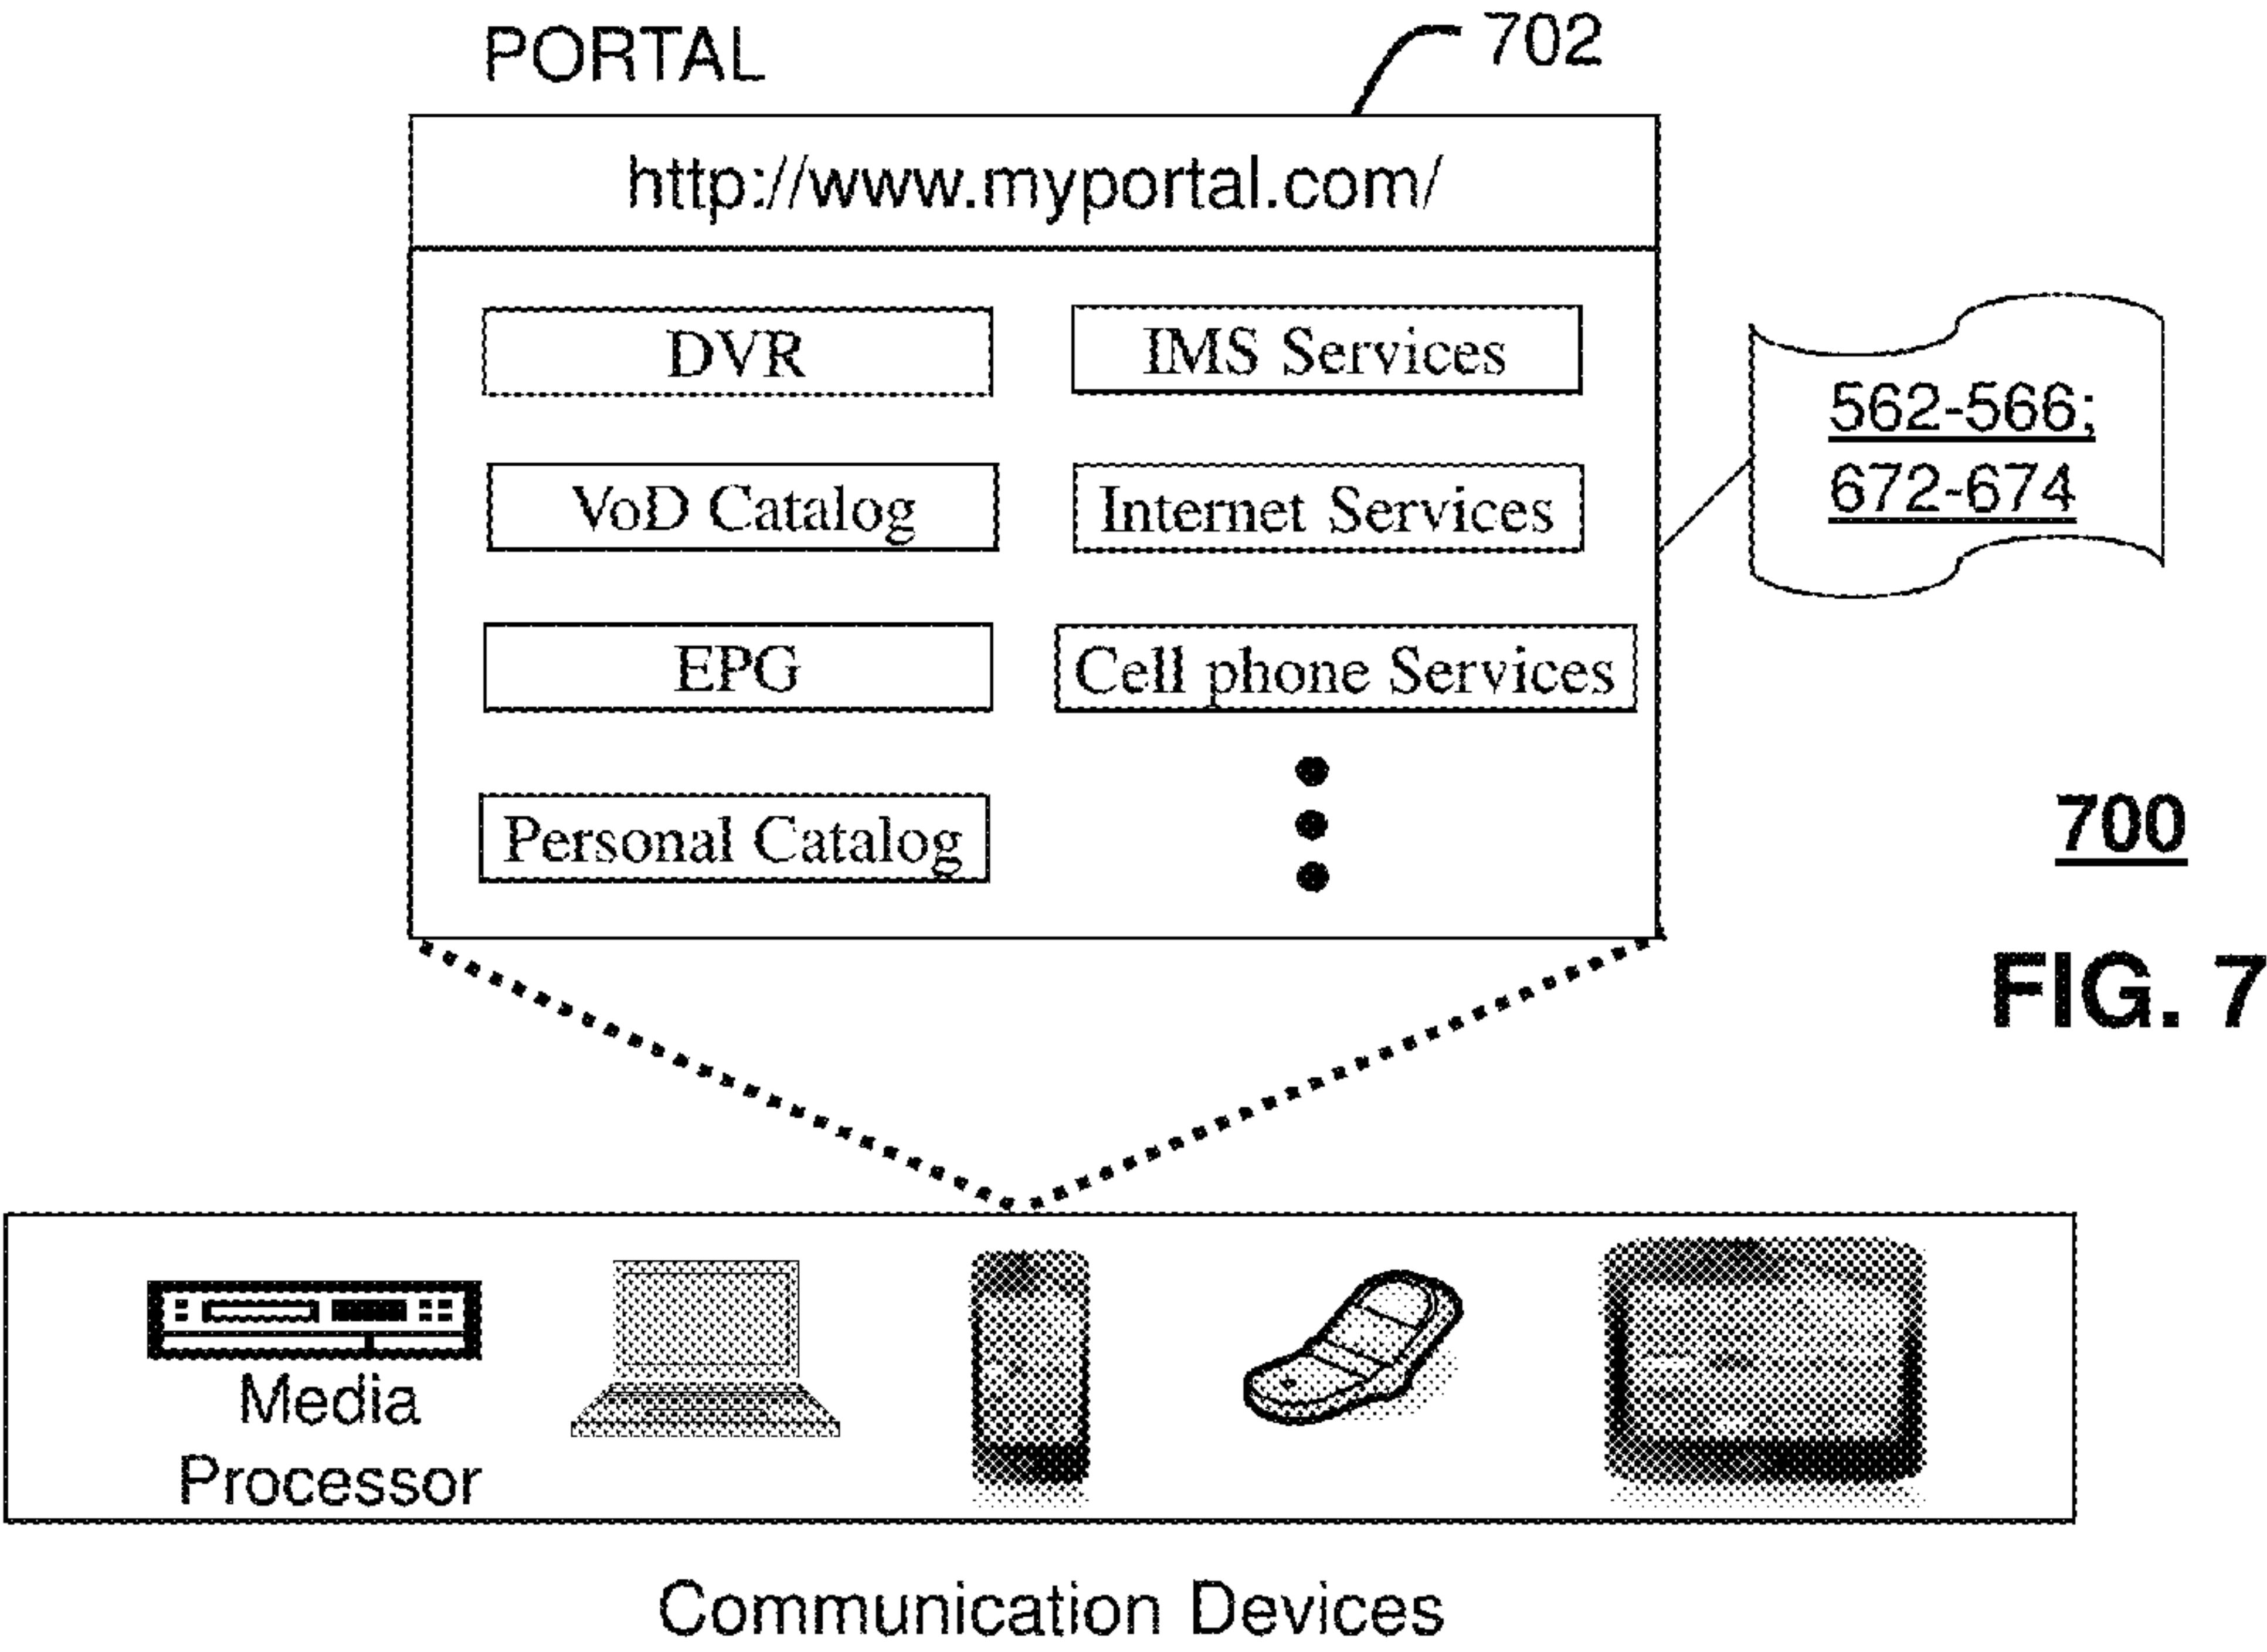 PORTAL
702
http://www.myportal.com/
DVR
IMS Services
VoD Catalog
Internet Services
EPG
Cell phone Services
Personal Catalog
562-566;
672-674
700
FIG. 7
Media
Processor
Communication Devices